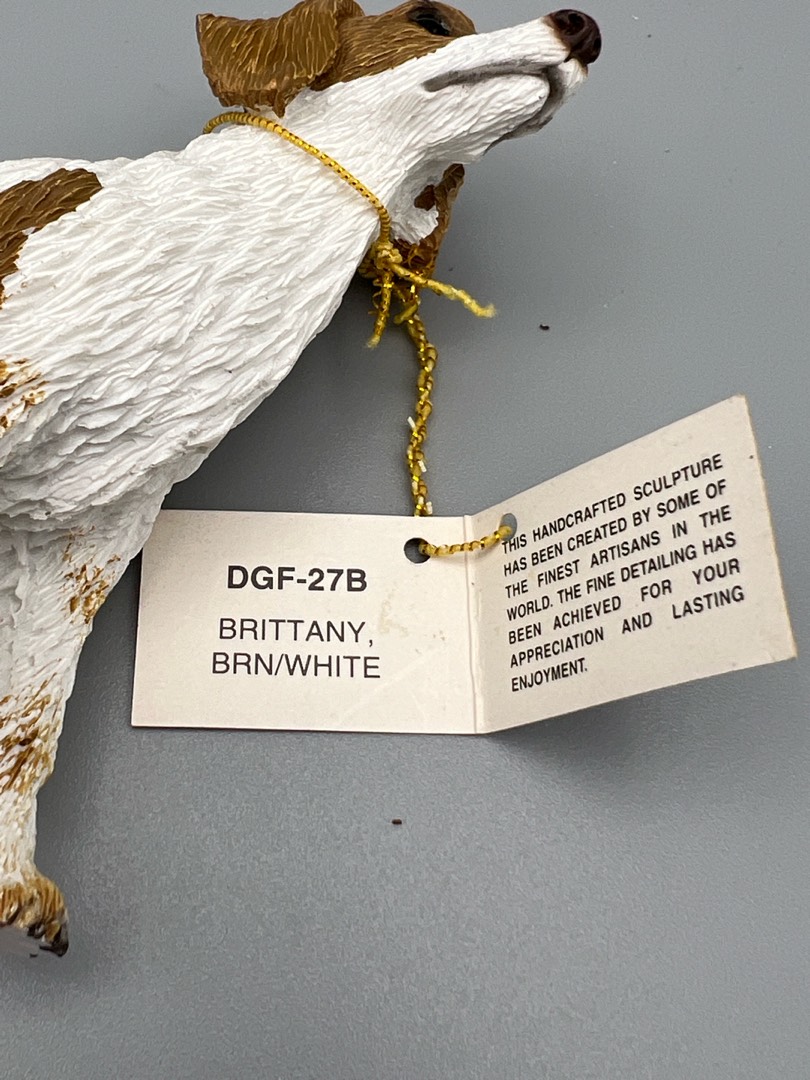 DGF-27B
BRITTANY,
BRN/WHITE
THIS HANDCRAFTED SCULPTURE
HAS BEEN CREATED BY SOME OF
THE FINEST ARTISANS IN THE
WORLD. THE FINE DETAILING HAS
BEEN ACHIEVED FOR YOUR
APPRECIATION AND LASTING
ENJOYMENT.